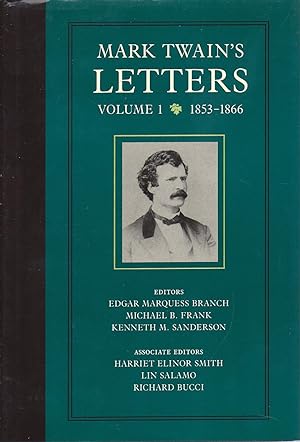 MARK TWAIN'S
LETTERS
VOLUME 1 1853–1866
EDITORS
EDGAR MARQUESS BRANCH
MICHAEL B. FRANK
KENNETH M. SANDERSON
ASSOCIATE EDITORS
HARRIET ELINOR SMITH
LIN SALAMO
RICHARD BUCCI